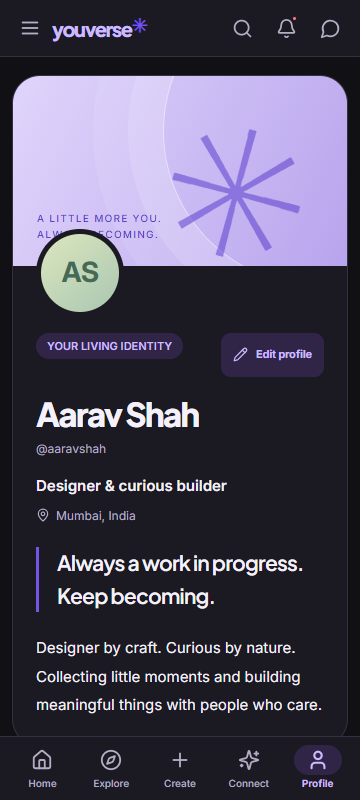 youverse
A LITTLE MORE YOU.
BECOMING.
AS
YOUR LIVING IDENTITY
Edit profile
Aarav Shah
@aaravshah
Designer & curious builder
Mumbai, India
Always a work in progress.
Keep becoming.
Designer by craft. Curious by nature.
Collecting little moments and building
meaningful things with people who care.
Home
Explore
Create
Connect
Profile